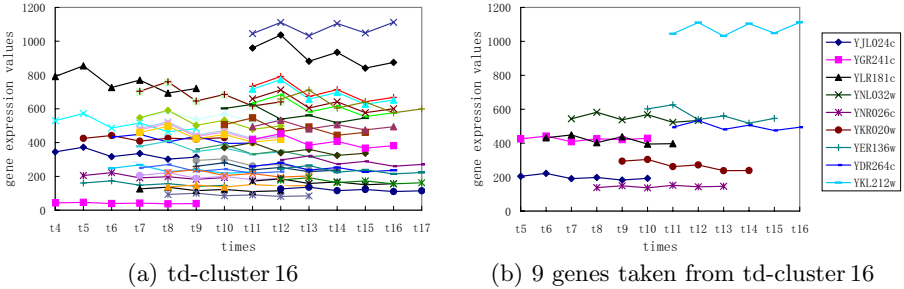 gene expression values
1200
1000
800
600
400
200
0
t4 t5 t6 t7 t8 t9 t10 t11 t12 t13 t14 t15 t16 t17
times
(a) td-cluster 16
gene expression values
1200
1000
800
600
400
200
0
t5 t6 t7 t8 t9 t10 t11 t12 t13 t14 t15 t16
times
YJL024c
YGR241c
YLR181c
YNL032w
YNR026c
YKR020w
YER136w
YDR264c
YKL212w
(b) 9 genes taken from td-cluster 16